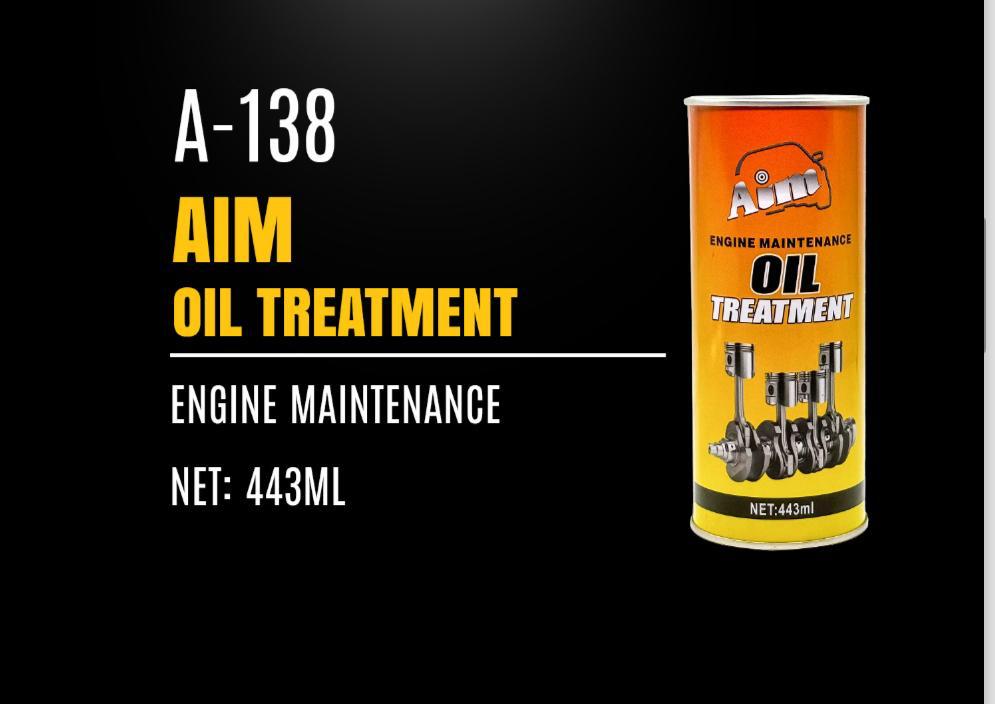 A-138
AIM
OIL TREATMENT
ENGINE MAINTENANCE
NET: 443ML
Aim
ENGINE MAINTENANCE
OIL
TREATMENT
NET:443ml